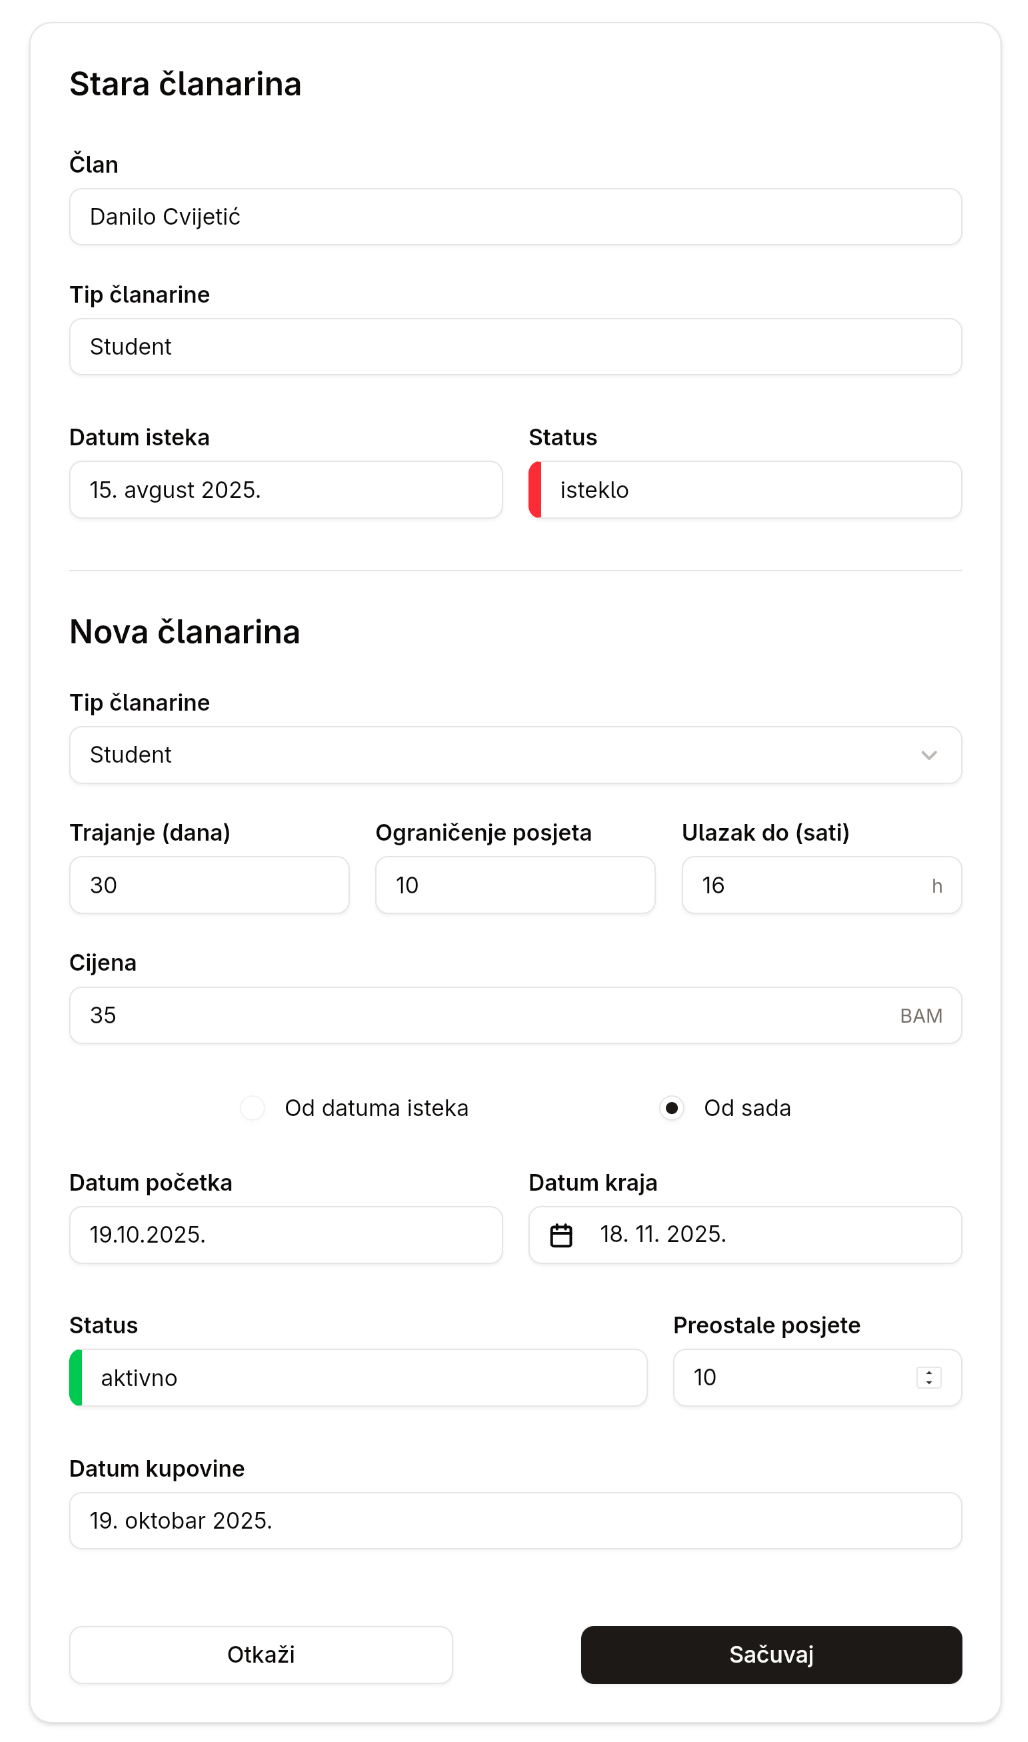 Stara članarina
Član
Danilo Cvijetić
Tip članarine
Student
Datum isteka
Status
15. avgust 2025.
isteklo
Nova članarina
Tip članarine
Student
Trajanje (dana)
Ograničenje posjeta
Ulazak do (sati)
30
10
16 h
Cijena
35 BAM
Od datuma isteka
Od sada
Datum početka
Datum kraja
19.10.2025.
18. 11. 2025.
Status
Preostale posjete
aktivno
10
Datum kupovine
19. oktobar 2025.
Otkaži
Sačuvaj